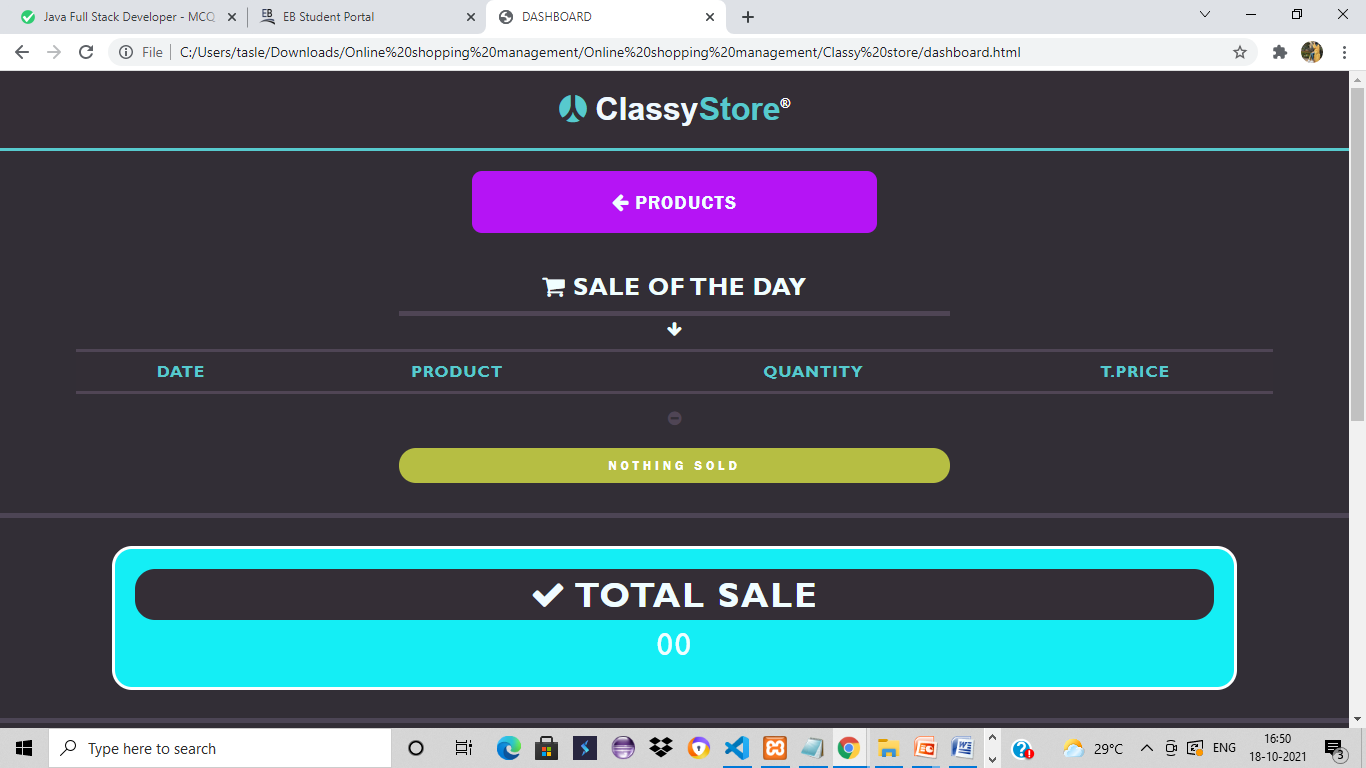 Java Full Stack Developer - MCQ
EB Student Portal
DASHBOARD
File
C:/Users/tasle/Downloads/Online%20shopping%20management/Online%20shopping%20management/Classy%20store/dashboard.html
ClassyStore®
PRODUCTS
SALE OF THE DAY
DATE PRODUCT QUANTITY T.PRICE
NOTHING SOLD
TOTAL SALE
00
Type here to search
29°C
ENG
16:50
18-10-2021
3